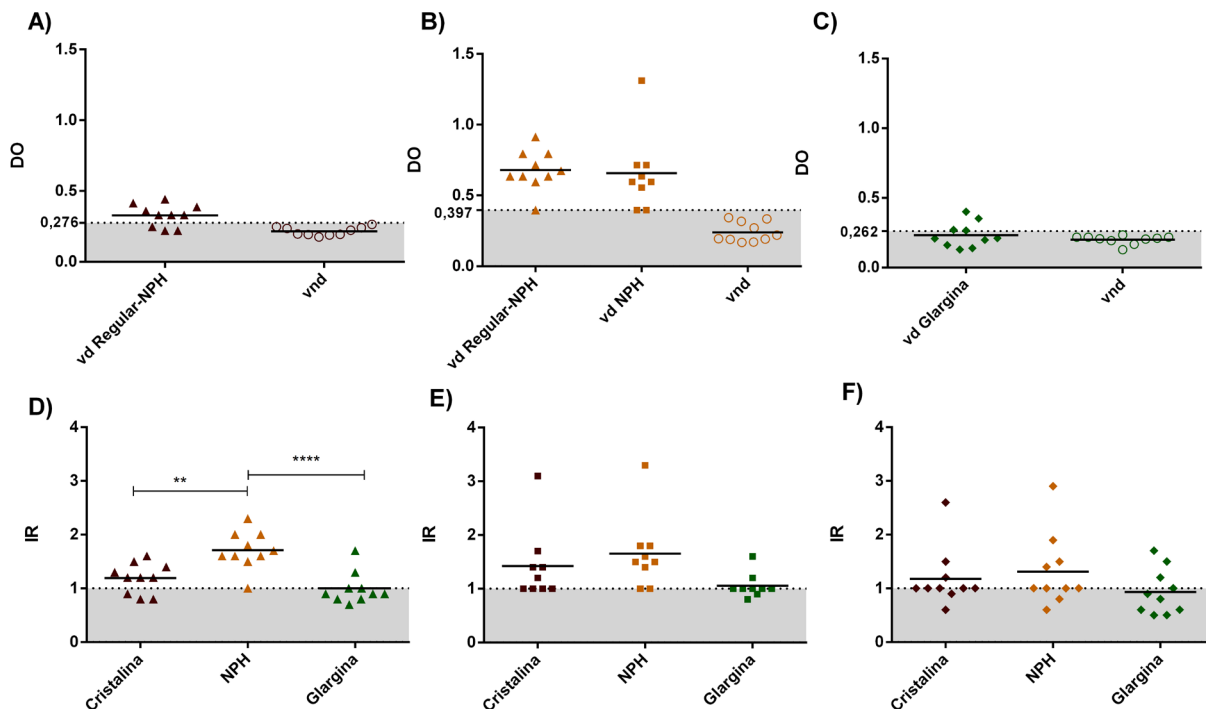 A)
1.5
1.0
DO
0.5
0,276
0.0
vd Regular-NPH
vnd
B)
1.5
1.0
DO
0.5
0,397
0.0
vd Regular-NPH
vd NPH
vnd
C)
1.5
1.0
DO
0.5
0,262
0.0
vd Glargina
vnd
D)
4
3
**
****
2
IR
1
0
Cristalina
NPH
Glargina
E)
4
3
2
IR
1
0
Cristalina
NPH
Glargina
F)
4
3
2
IR
1
0
Cristalina
NPH
Glargina